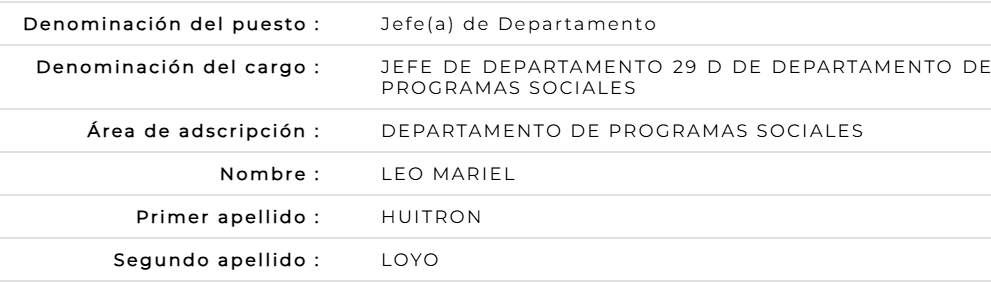 Denominación del puesto : Jefe(a) de Departamento
Denominación del cargo : JEFE DE DEPARTAMENTO 29 D DE DEPARTAMENTO DE
PROGRAMAS SOCIALES
Área de adscripción : DEPARTAMENTO DE PROGRAMAS SOCIALES
Nombre : LEO MARIEL
Primer apellido : HUITRON
Segundo apellido : LOYO